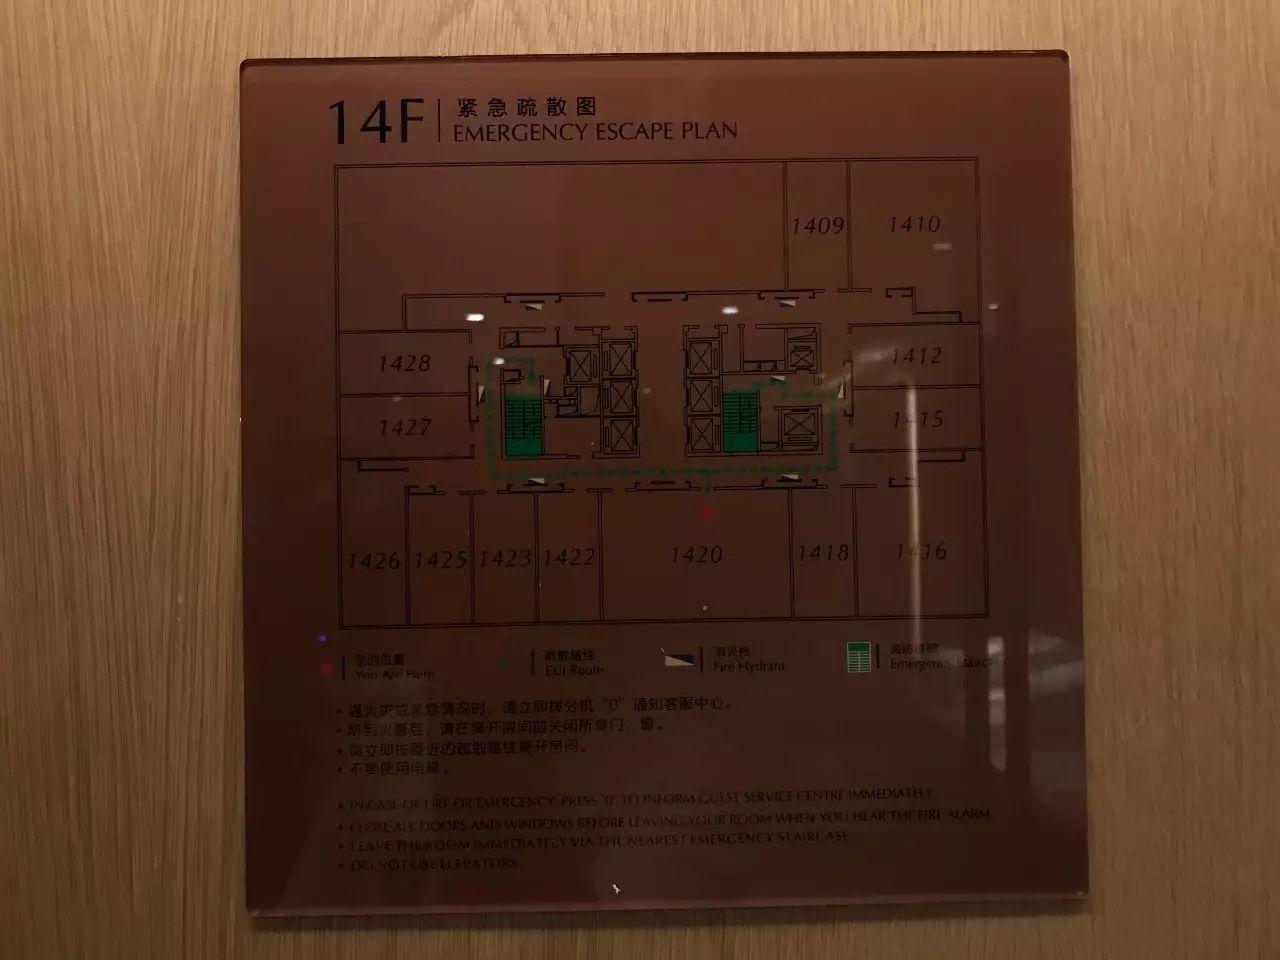 14F
紧急疏散图
EMERGENCY ESCAPE PLAN
1409 1410
1428 1412
1427 1415
1426 1425 1423 1422 1420 1418 1416
您的位置
You Are Here
疏散路线
Exit Route
消火栓
Fire Hydrant
消防楼梯
Emergency Staircase
• 遇火灾或紧急情况时，请立即拨分机“0”通知客服中心。
• 听到火警后，请在离开房间前关闭所有门、窗。
• 请立即按最近的疏散路线离开房间。
• 不要使用电梯。
• IN CASE OF FIRE OR EMERGENCY, PRESS '0' TO INFORM GUEST SERVICE CENTRE IMMEDIATELY
• CLOSE ALL DOORS AND WINDOWS BEFORE LEAVING YOUR ROOM WHEN YOU HEAR THE FIRE ALARM
• LEAVE THE ROOM IMMEDIATELY VIA THE NEAREST EMERGENCY STAIRCASE
• DO NOT USE ELEVATORS